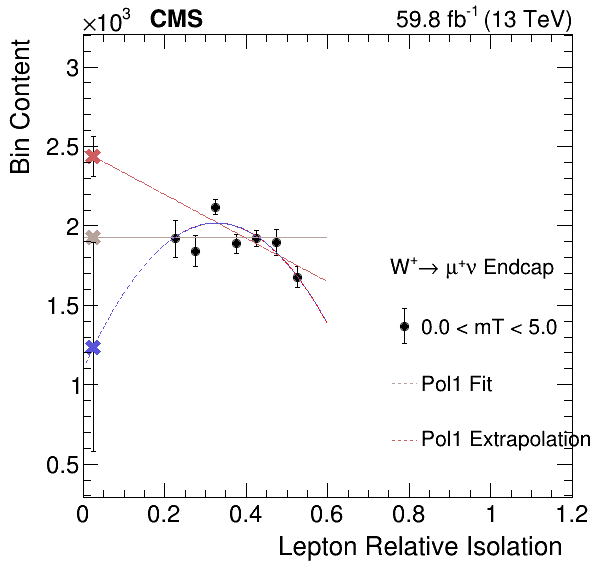 ×10³ CMS 59.8 fb⁻¹ (13 TeV)
Bin Content
3
2.5
2
1.5
1
0.5
W⁺→ μ⁺ν Endcap
0.0 < mT < 5.0
Pol1 Fit
Pol1 Extrapolation
0 0.2 0.4 0.6 0.8 1 1.2
Lepton Relative Isolation